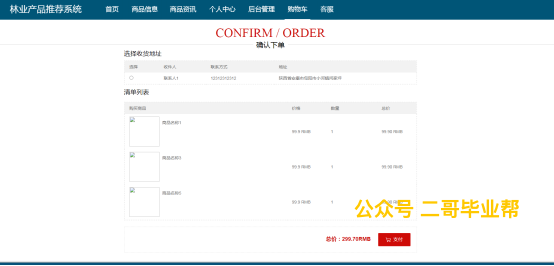 林业产品推荐系统 首页 商品信息 商品资讯 个人中心 后台管理 购物车 客服
CONFIRM / ORDER
确认下单
选择收货地址
选择 收件人 联系方式 地址
联系人1
清单列表
购买商品 价格 数量 总价
商品名称1 99.9 RMB 1 99.90 RMB
商品名称3 99.9 RMB 1 99.90 RMB
商品名称5 99.9 RMB 1 99.90 RMB
公众号 二哥毕业帮
总价：299.70RMB 支付